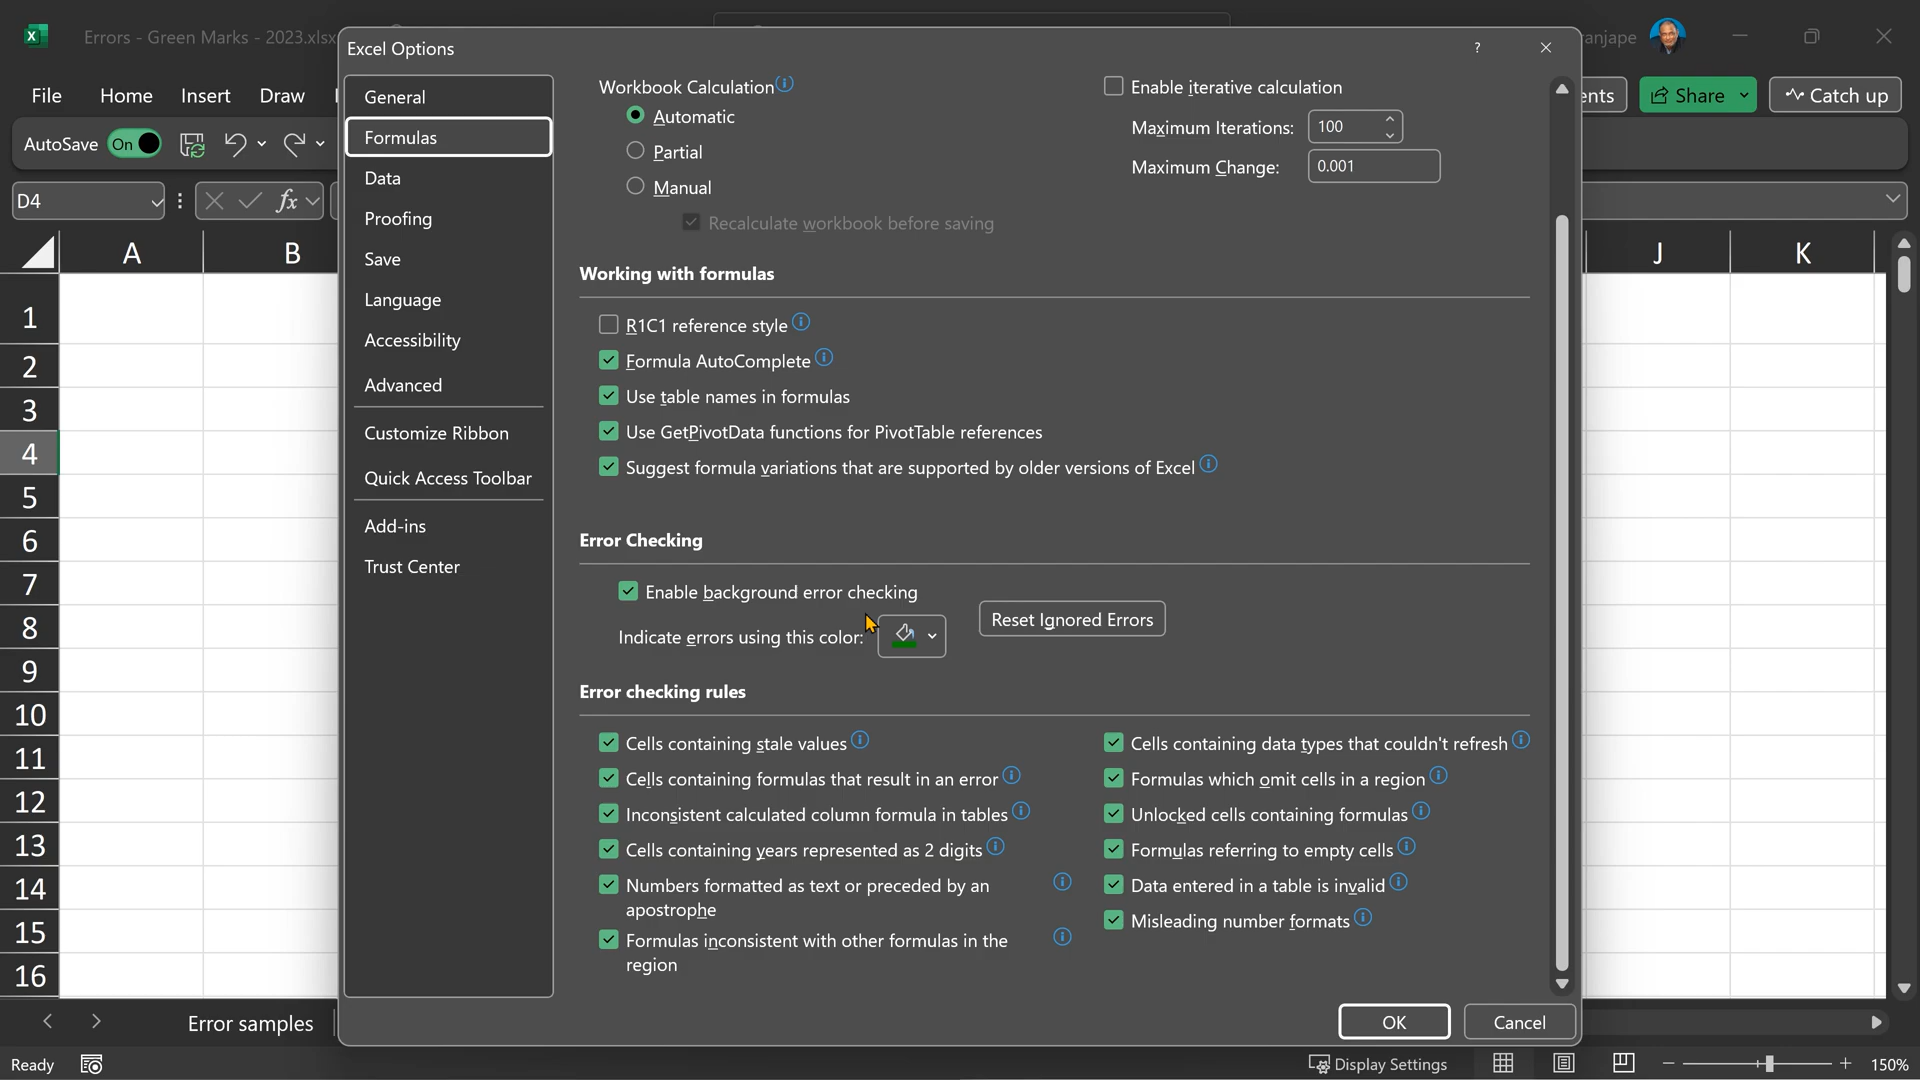 Errors - Green Marks - 2023.xlsx
anjape
File Home Insert Draw
Share
Catch up
AutoSave On
D4
fx
A B J K
1
2
3
4
5
6
7
8
9
10
11
12
13
14
15
16
Excel Options
?
General
Formulas
Data
Proofing
Save
Language
Accessibility
Advanced
Customize Ribbon
Quick Access Toolbar
Add-ins
Trust Center
Workbook Calculation
Automatic
Partial
Manual
Recalculate workbook before saving
Enable iterative calculation
Maximum Iterations: 100
Maximum Change: 0.001
Working with formulas
R1C1 reference style
Formula AutoComplete
Use table names in formulas
Use GetPivotData functions for PivotTable references
Suggest formula variations that are supported by older versions of Excel
Error Checking
Enable background error checking
Indicate errors using this color:
Reset Ignored Errors
Error checking rules
Cells containing stale values
Cells containing formulas that result in an error
Inconsistent calculated column formula in tables
Cells containing years represented as 2 digits
Numbers formatted as text or preceded by an
apostrophe
Formulas inconsistent with other formulas in the
region
Cells containing data types that couldn't refresh
Formulas which omit cells in a region
Unlocked cells containing formulas
Formulas referring to empty cells
Data entered in a table is invalid
Misleading number formats
OK
Cancel
Error samples
Ready
Display Settings
150%